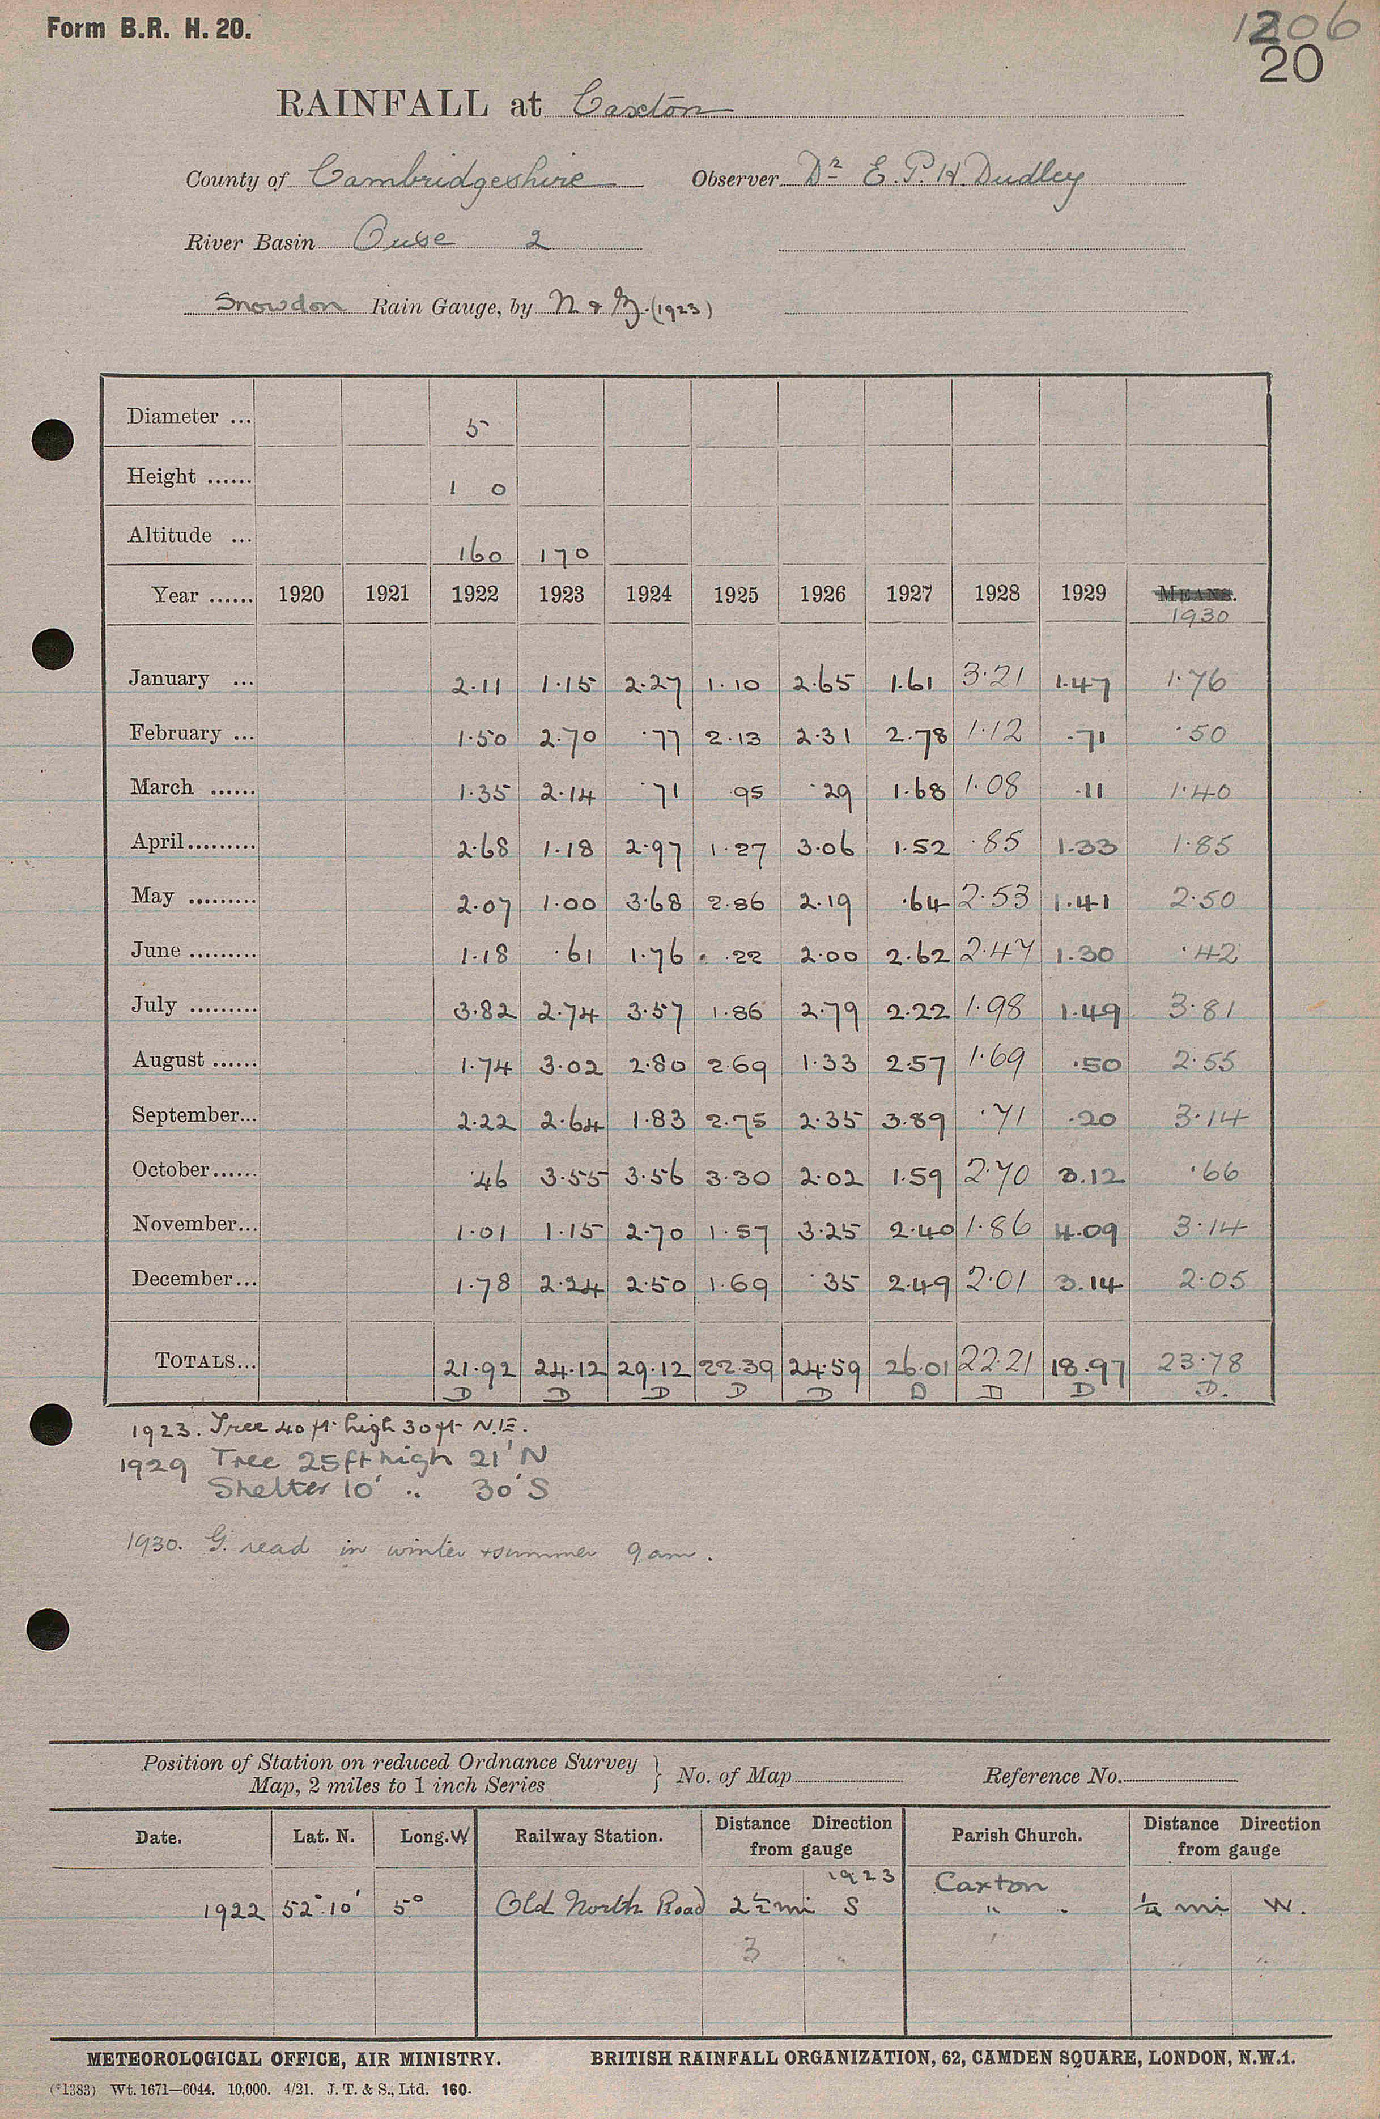 Form B.R. H. 20.
1206
20
RAINFALL at Caxton
County of Cambridgeshire Observer Dr E. P. H. Dudley
River Basin Ouse 2
Snowdon Rain Gauge, by N & Z. (1923)
Diameter ... 5
Height ...... 1 0
Altitude ... 160 170
Year ...... 1920 1921 1922 1923 1924 1925 1926 1927 1928 1929 MEANS. 1930
January ... 2.11 1.15 2.27 1.10 2.65 1.61 3.21 1.47 1.76
February ... 1.50 2.70 .77 2.13 2.31 2.78 1.12 .71 .50
March ...... 1.35 2.14 .71 .95 .29 1.68 1.08 .11 1.40
April ......... 2.68 1.18 2.97 1.27 3.06 1.52 .85 1.33 1.85
May ......... 2.07 1.00 3.68 2.86 2.19 .64 2.53 1.41 2.50
June ......... 1.18 .61 1.76 .22 2.00 2.62 2.47 1.30 .42
July ......... 3.82 2.74 3.57 1.86 2.79 2.22 1.98 1.49 3.81
August ...... 1.74 3.02 2.80 2.69 1.33 2.57 1.69 .50 2.55
September... 2.22 2.64 1.83 2.75 2.35 3.89 .71 .20 3.14
October...... .46 3.55 3.56 3.30 2.02 1.59 2.70 3.12 .66
November... 1.01 1.15 2.70 1.57 3.25 2.40 1.86 4.09 3.14
December... 1.78 2.24 2.50 1.69 .35 2.49 2.01 3.14 2.05
TOTALS... 21.92 24.12 29.12 22.39 24.59 26.01 22.21 18.97 23.78
D D D D D D D D D.
1923. Tree 40 ft. high 30 ft. N.E.
1929 Tree 25 ft high 21' N
Shelter 10' .. 30' S
1930. G. read in winter + summer 9 am.
Position of Station on reduced Ordnance Survey
Map, 2 miles to 1 inch Series } No. of Map Reference No.
Date. Lat. N. Long. W Railway Station. Distance Direction from gauge Parish Church. Distance Direction from gauge
1923 Caxton
1922 52° 10' 5° Old North Road 2½ mi S " " ¼ mi W.
3 " " " "
METEOROLOGICAL OFFICE, AIR MINISTRY. BRITISH RAINFALL ORGANIZATION, 62, CAMDEN SQUARE, LONDON, N.W.1.
(*1383) Wt. 1671—6044. 10,000. 4/21. J. T. & S., Ltd. 160.